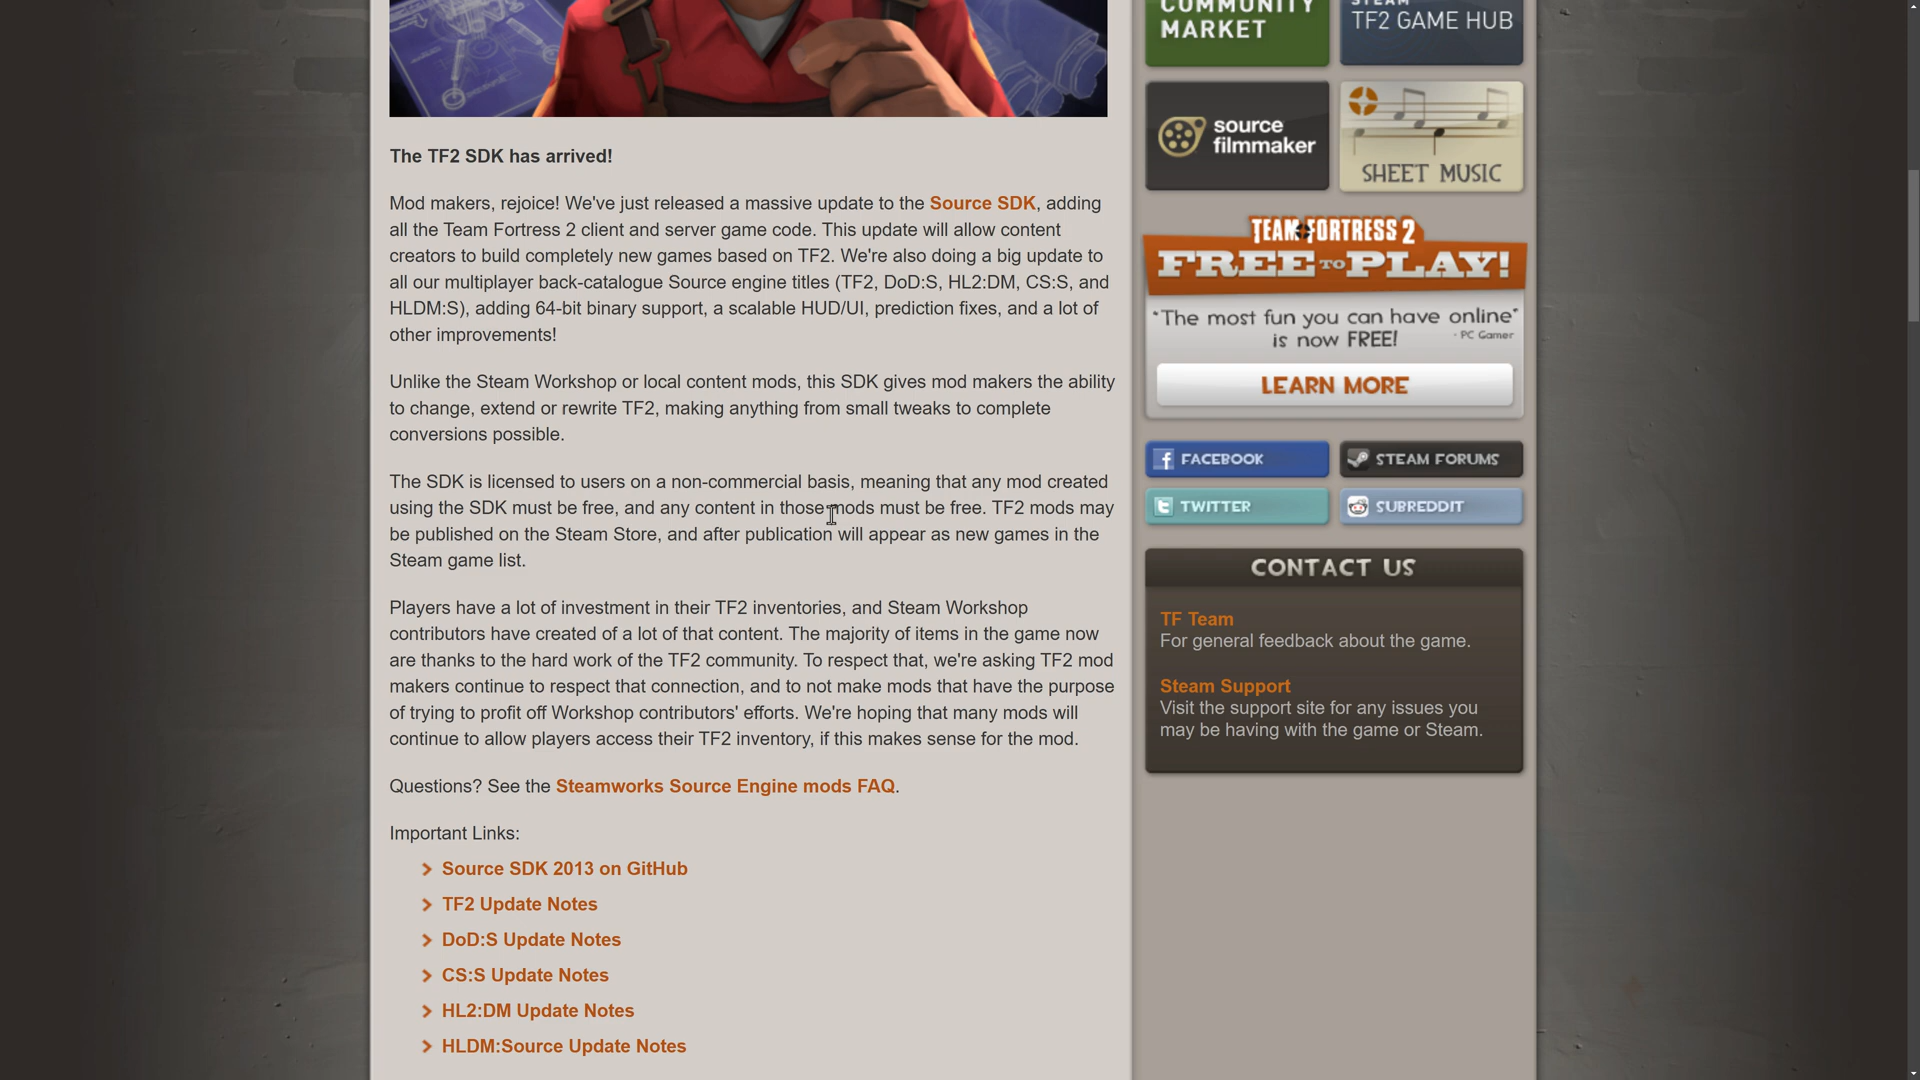 COMMUNITY
MARKET
STEAM
TF2 GAME HUB
source
filmmaker
SHEET MUSIC
The TF2 SDK has arrived!
Mod makers, rejoice! We've just released a massive update to the Source SDK, adding
all the Team Fortress 2 client and server game code. This update will allow content
creators to build completely new games based on TF2. We're also doing a big update to
all our multiplayer back-catalogue Source engine titles (TF2, DoD:S, HL2:DM, CS:S, and
HLDM:S), adding 64-bit binary support, a scalable HUD/UI, prediction fixes, and a lot of
other improvements!
Unlike the Steam Workshop or local content mods, this SDK gives mod makers the ability
to change, extend or rewrite TF2, making anything from small tweaks to complete
conversions possible.
The SDK is licensed to users on a non-commercial basis, meaning that any mod created
using the SDK must be free, and any content in those mods must be free. TF2 mods may
be published on the Steam Store, and after publication will appear as new games in the
Steam game list.
Players have a lot of investment in their TF2 inventories, and Steam Workshop
contributors have created of a lot of that content. The majority of items in the game now
are thanks to the hard work of the TF2 community. To respect that, we're asking TF2 mod
makers continue to respect that connection, and to not make mods that have the purpose
of trying to profit off Workshop contributors' efforts. We're hoping that many mods will
continue to allow players access their TF2 inventory, if this makes sense for the mod.
Questions? See the Steamworks Source Engine mods FAQ.
Important Links:
Source SDK 2013 on GitHub
TF2 Update Notes
DoD:S Update Notes
CS:S Update Notes
HL2:DM Update Notes
HLDM:Source Update Notes
TEAM FORTRESS 2
FREE TO PLAY!
"The most fun you can have online"
is now FREE!
- PC Gamer
LEARN MORE
FACEBOOK
STEAM FORUMS
TWITTER
SUBREDDIT
CONTACT US
TF Team
For general feedback about the game.
Steam Support
Visit the support site for any issues you
may be having with the game or Steam.